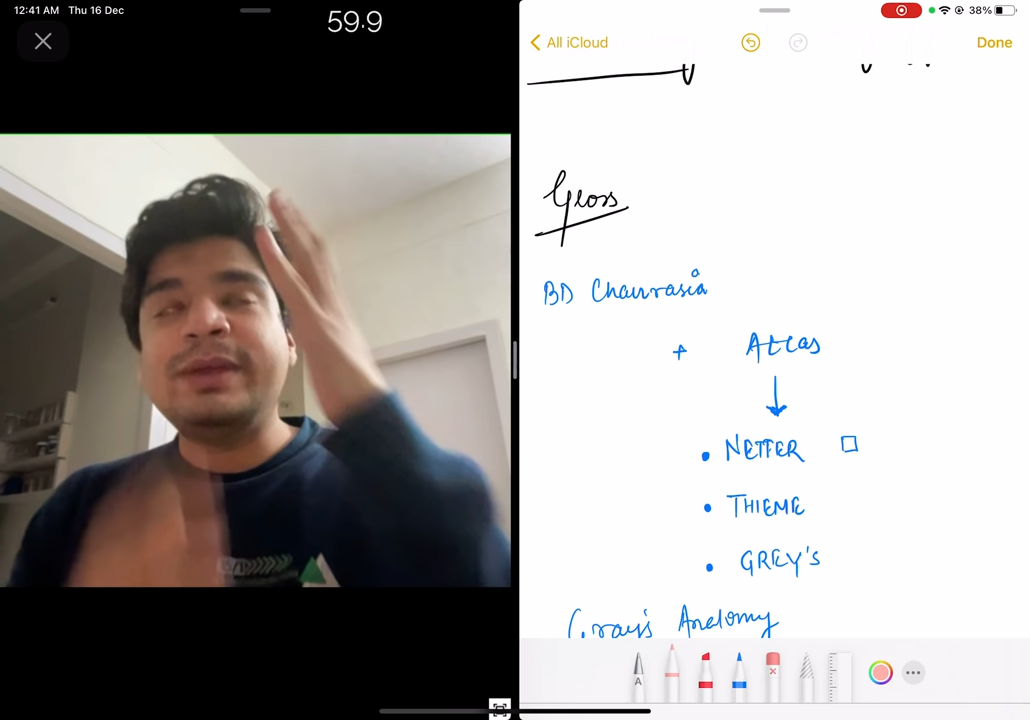 12:41 AM Thu 16 Dec
59.9
38%
All iCloud
Done
Gross
BD Chaurasia
+ Atlas
• NETTER
• THIEME
• GREY'S
Gray's Anatomy
A